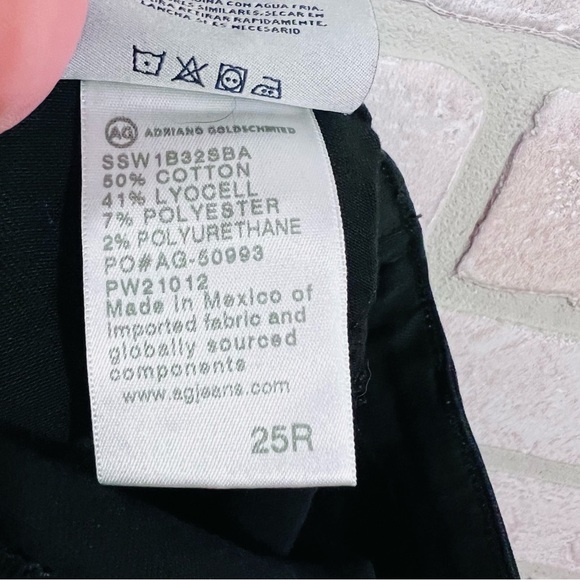 CON AGUA FRIA.
SIMILARES. SECAR EN
LANCHA RETIRAR RAPIDAMENTE,
SI ES NECESARIO
AG ADRIANO GOLDSCHMIED
SSW1B32SBA
50% COTTON
41% LYOCELL
7% POLYESTER
2% POLYURETHANE
PO#AG-50993
PW21012
Made in Mexico of
imported fabric and
globally sourced
components
www.agjeans.com
25R